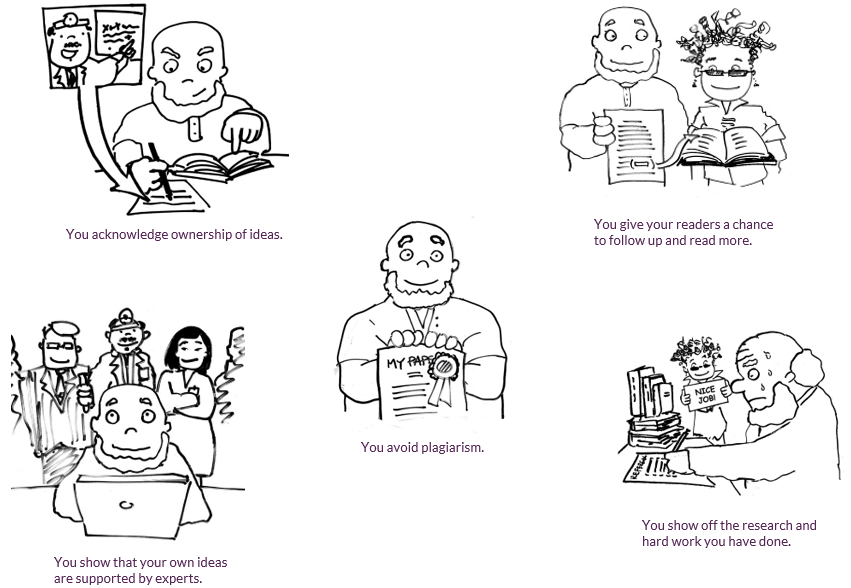 You acknowledge ownership of ideas.
You give your readers a chance
to follow up and read more.
MY PAPE
You avoid plagiarism.
NICE
JOB!
You show that your own ideas
are supported by experts.
You show off the research and
hard work you have done.